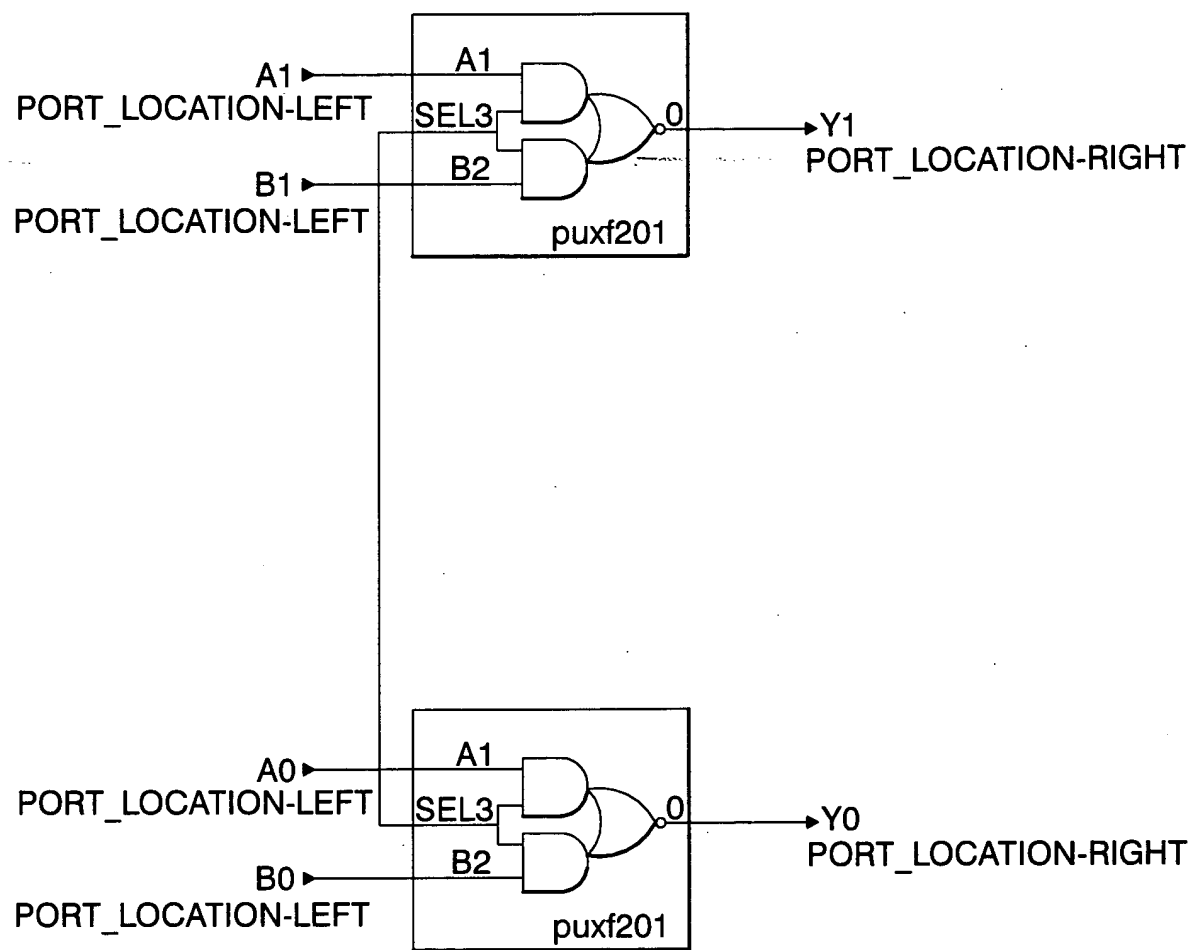 A1
PORT_LOCATION-LEFT
A1
SEL3
B2
0
Y1
PORT_LOCATION-RIGHT
B1
PORT_LOCATION-LEFT
puxf201
A0
PORT_LOCATION-LEFT
A1
SEL3
B2
0
Y0
PORT_LOCATION-RIGHT
B0
PORT_LOCATION-LEFT
puxf201